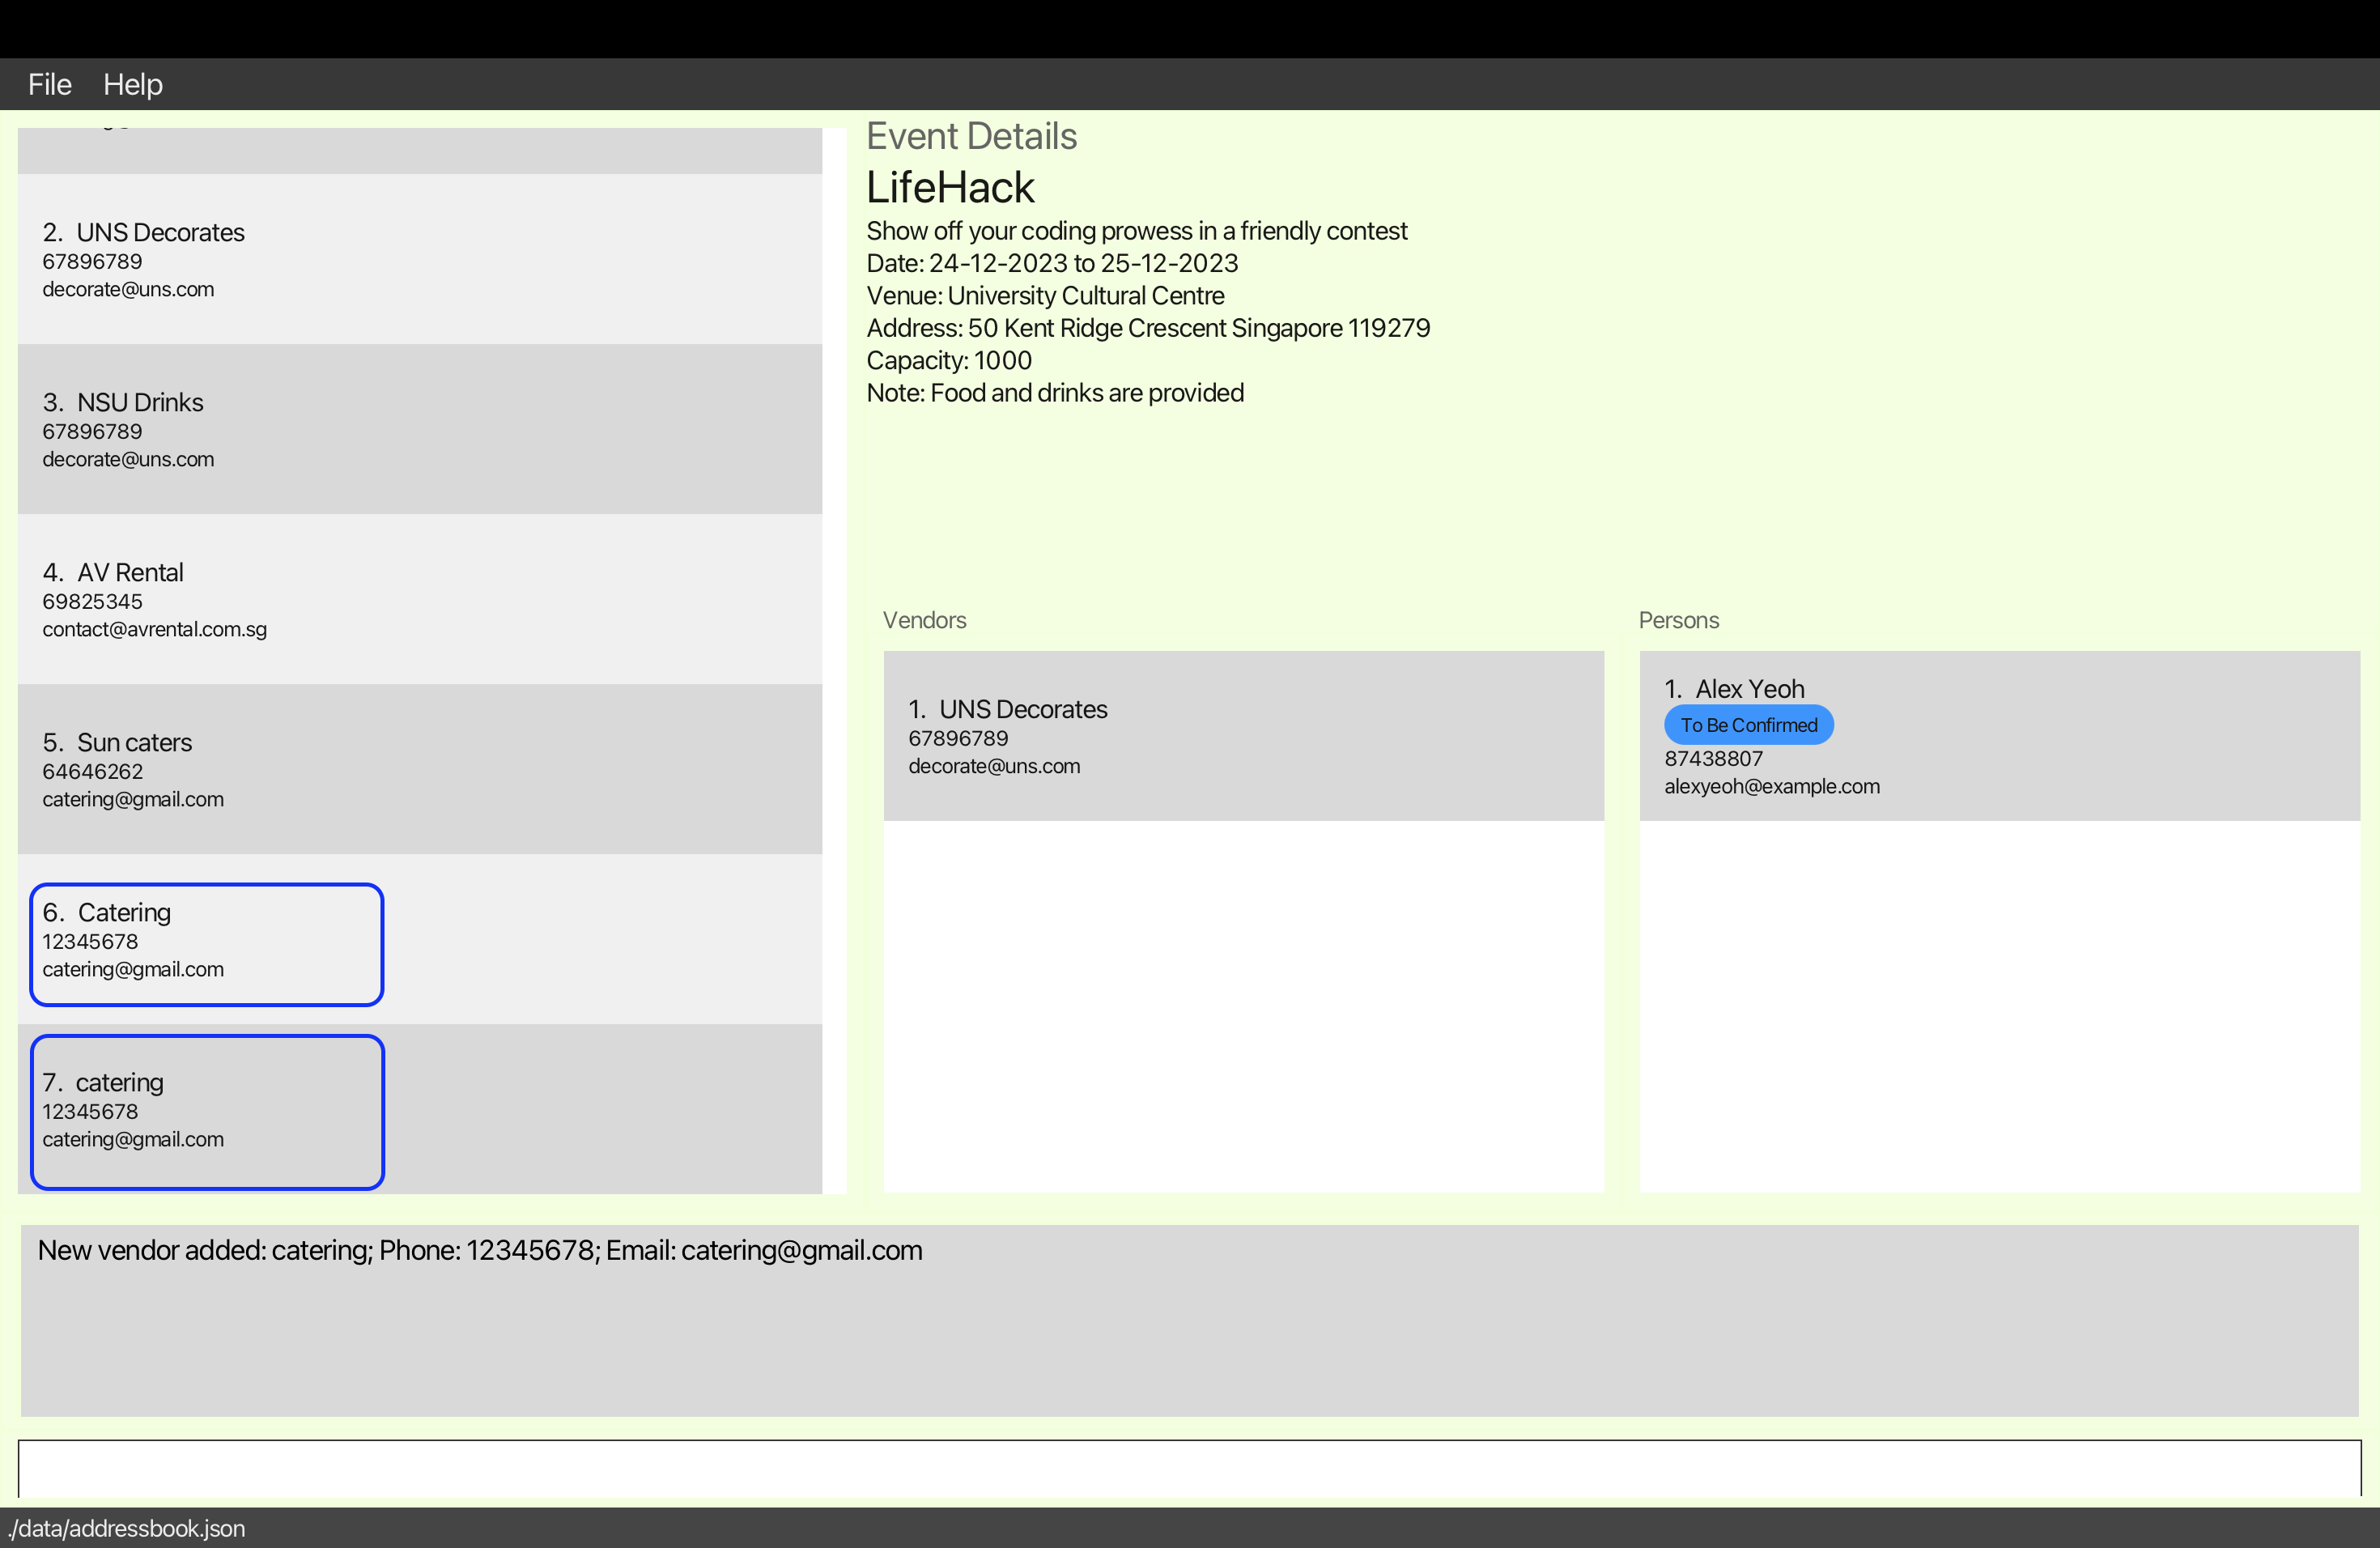 File Help
2. UNS Decorates
67896789
decorate@uns.com
3. NSU Drinks
67896789
decorate@uns.com
4. AV Rental
69825345
contact@avrental.com.sg
5. Sun caters
64646262
catering@gmail.com
6. Catering
12345678
catering@gmail.com
7. catering
12345678
catering@gmail.com
Event Details
LifeHack
Show off your coding prowess in a friendly contest
Date: 24-12-2023 to 25-12-2023
Venue: University Cultural Centre
Address: 50 Kent Ridge Crescent Singapore 119279
Capacity: 1000
Note: Food and drinks are provided
Vendors
1. UNS Decorates
67896789
decorate@uns.com
Persons
1. Alex Yeoh
To Be Confirmed
87438807
alexyeoh@example.com
New vendor added: catering; Phone: 12345678; Email: catering@gmail.com
./data/addressbook.json